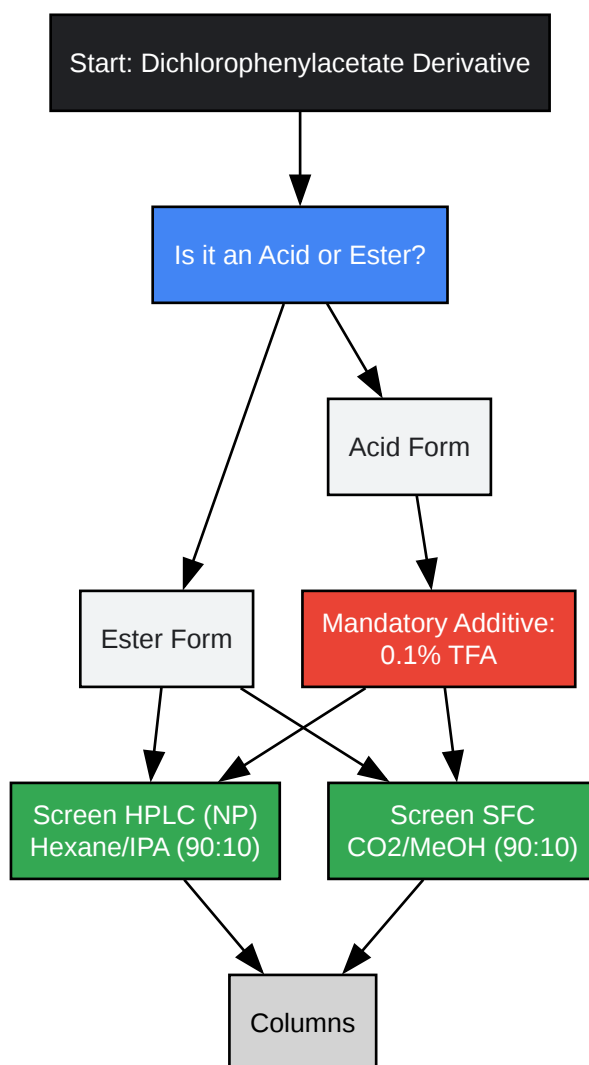 Start: Dichlorophenylacetate Derivative
Is it an Acid or Ester?
Acid Form
Ester Form
Mandatory Additive:
0.1% TFA
Screen HPLC (NP)
Hexane/IPA (90:10)
Screen SFC
CO2/MeOH (90:10)
Columns